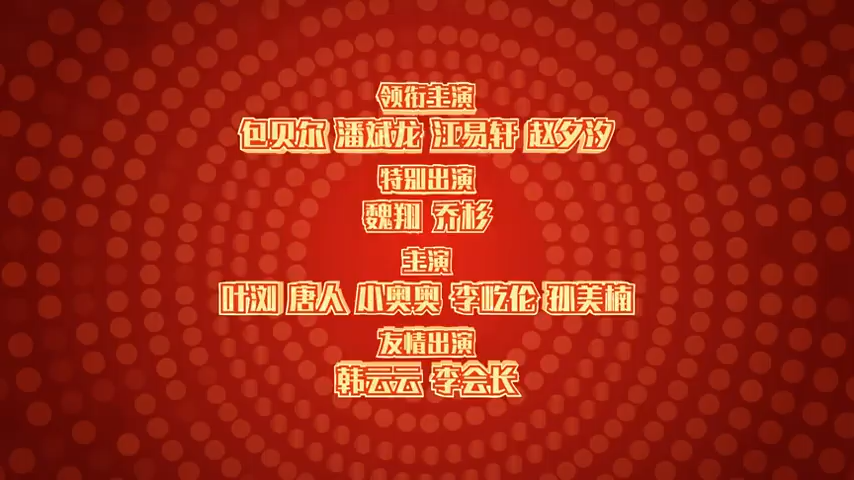 领衔主演
包贝尔 潘斌龙 江易轩 赵夕汐
特别出演
魏翔 乔杉
主演
叶浏 唐人 小奥奥 李屹伦 孙美楠
友情出演
韩云云 李会长